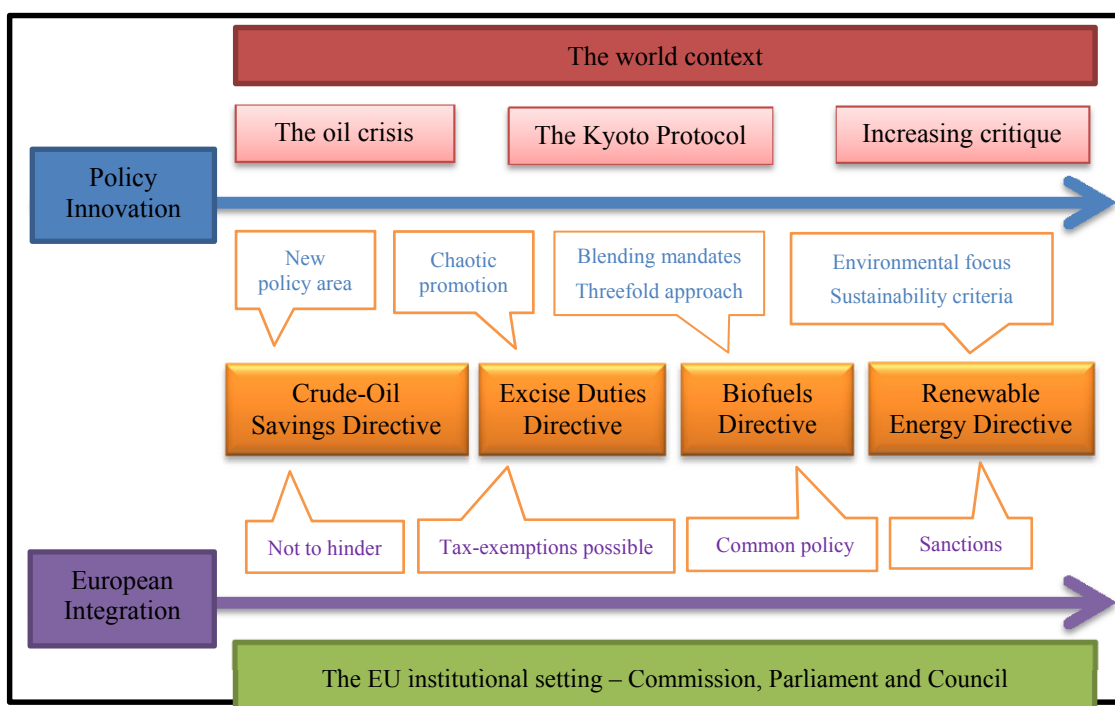 The world context
The oil crisis
The Kyoto Protocol
Increasing critique
Policy
Innovation
New
policy area
Chaotic
promotion
Blending mandates
Threefold approach
Environmental focus
Sustainability criteria
Crude-Oil
Savings Directive
Excise Duties
Directive
Biofuels
Directive
Renewable
Energy Directive
Not to hinder
Tax-exemptions possible
Common policy
Sanctions
European
Integration
The EU institutional setting – Commission, Parliament and Council